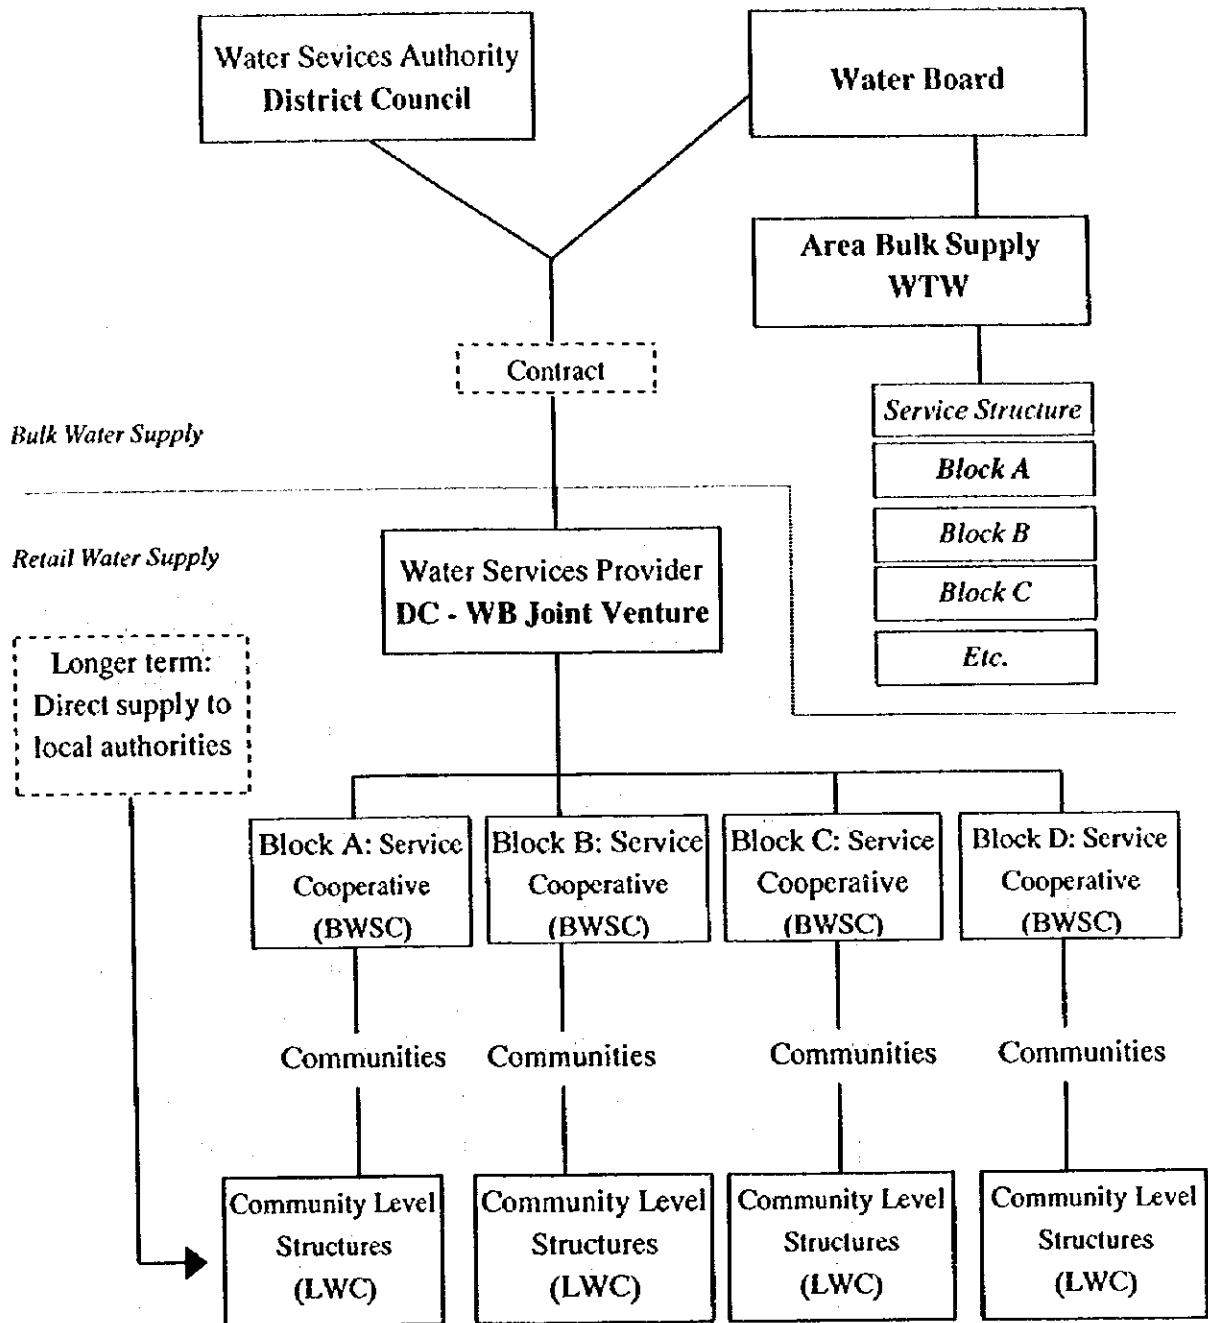 Water Sevices Authority
District Council
Water Board
Area Bulk Supply
WTW
Contract
Service Structure
Block A
Block B
Block C
Etc.
Bulk Water Supply
Retail Water Supply
Water Services Provider
DC - WB Joint Venture
Longer term:
Direct supply to
local authorities
Block A: Service
Cooperative
(BWSC)
Block B: Service
Cooperative
(BWSC)
Block C: Service
Cooperative
(BWSC)
Block D: Service
Cooperative
(BWSC)
Communities
Communities
Communities
Communities
Community Level
Structures
(LWC)
Community Level
Structures
(LWC)
Community Level
Structures
(LWC)
Community Level
Structures
(LWC)